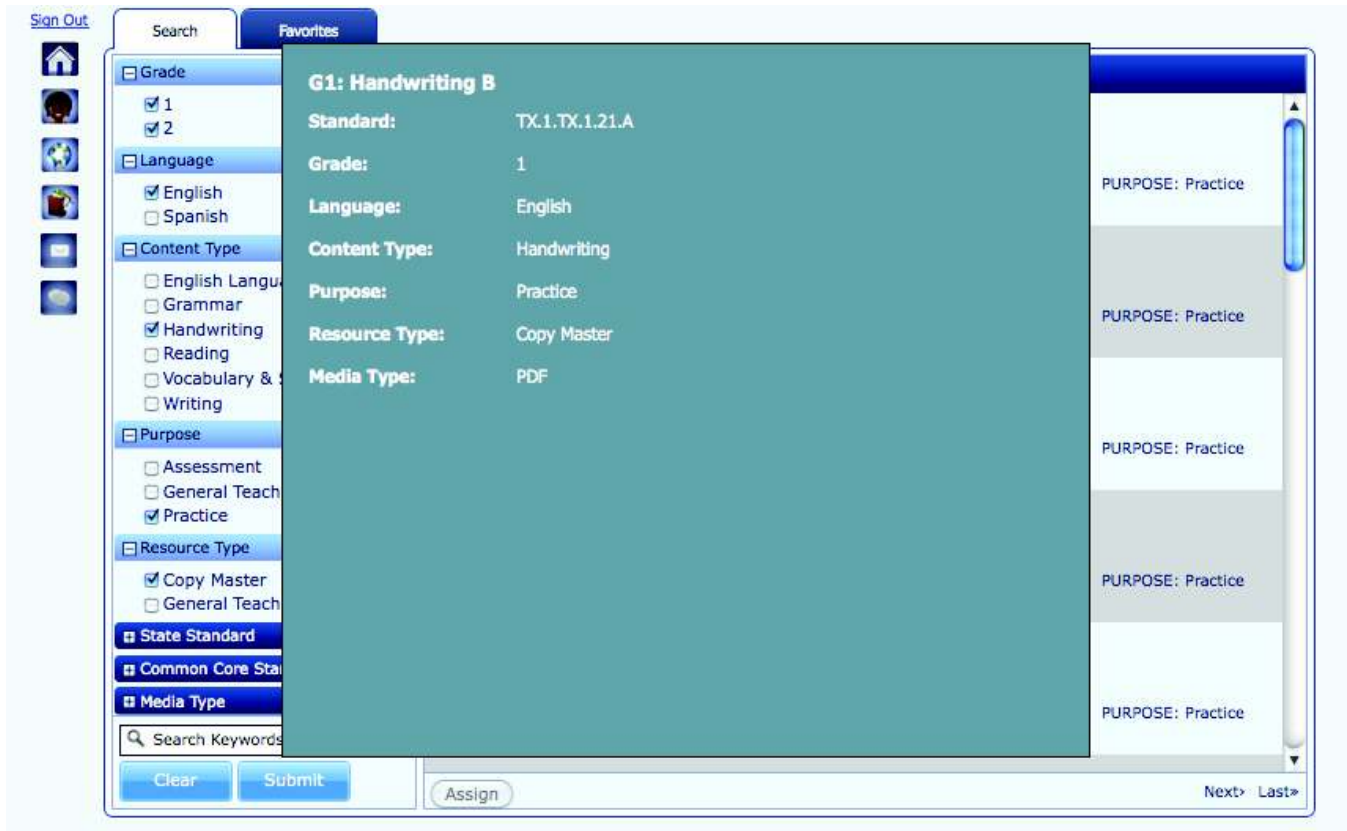 Sign Out
Search
Favorites
Grade
1
2
Language
English
Spanish
Content Type
English Langu
Grammar
Handwriting
Reading
Vocabulary &
Writing
Purpose
Assessment
General Teach
Practice
Resource Type
Copy Master
General Teach
State Standard
Common Core Sta
Media Type
Search Keywords
Clear Submit
G1: Handwriting B
Standard: TX.1.TX.1.21.A
Grade: 1
Language: English
Content Type: Handwriting
Purpose: Practice
Resource Type: Copy Master
Media Type: PDF
PURPOSE: Practice
PURPOSE: Practice
PURPOSE: Practice
PURPOSE: Practice
PURPOSE: Practice
Assign
Next› Last»